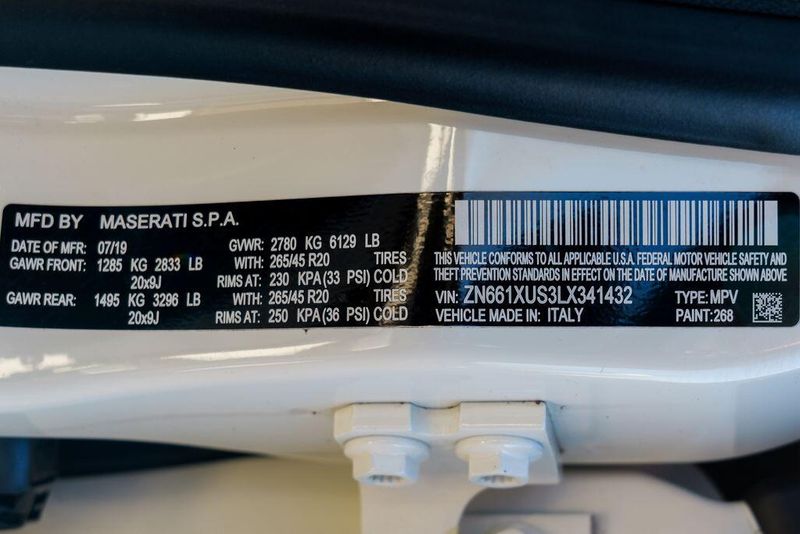 MFD BY MASERATI S.P.A.
DATE OF MFR: 07/19 GVWR: 2780 KG 6129 LB
GAWR FRONT: 1285 KG 2833 LB WITH: 265/45 R20 TIRES
20x9J RIMS AT: 230 KPA (33 PSI) COLD
GAWR REAR: 1495 KG 3296 LB WITH: 265/45 R20 TIRES
20x9J RIMS AT: 250 KPA (36 PSI) COLD
THIS VEHICLE CONFORMS TO ALL APPLICABLE U.S.A. FEDERAL MOTOR VEHICLE SAFETY AND
THEFT PREVENTION STANDARDS IN EFFECT ON THE DATE OF MANUFACTURE SHOWN ABOVE
VIN: ZN661XUS3LX341432 TYPE: MPV
VEHICLE MADE IN: ITALY PAINT: 268